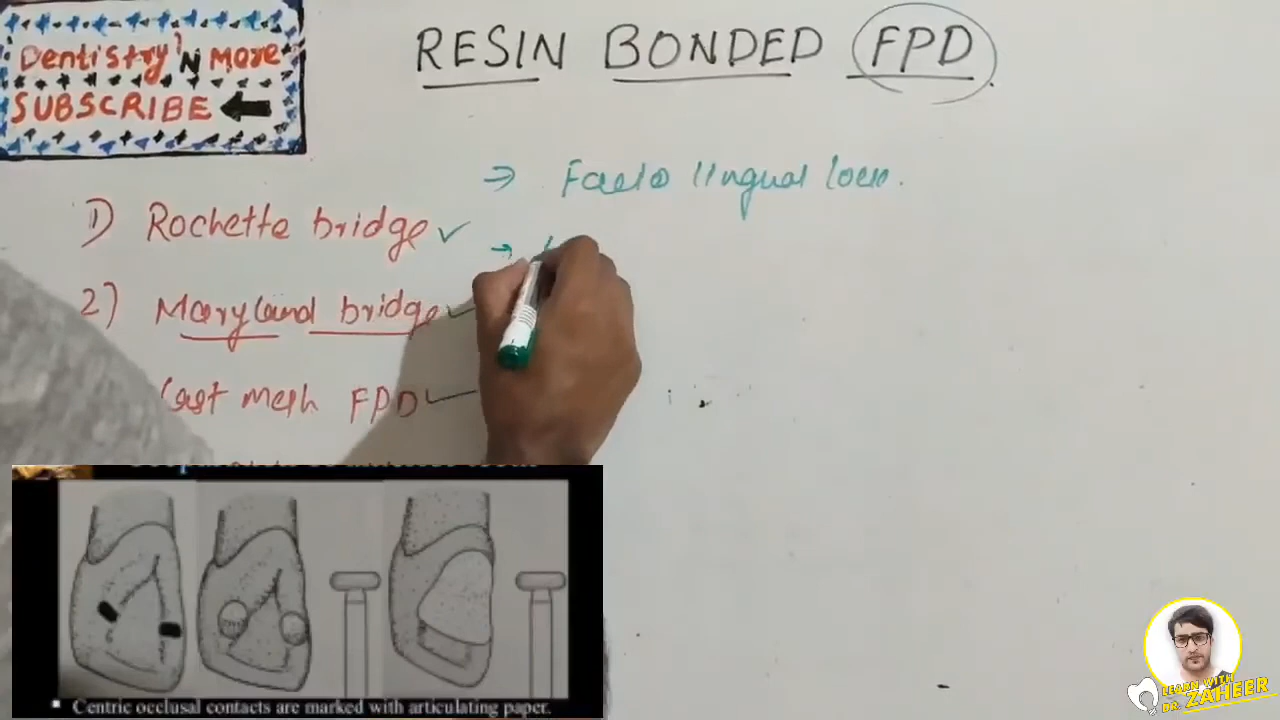 Dentistry 'N More
SUBSCRIBE
RESIN BONDED FPD
→ Facio lingual lock.
1) Rochette bridge ✓
→
2) Maryland bridge
Cast mesh FPD
Centric occlusal contacts are marked with articulating paper.
LEARN WITH
DR. ZAHEER